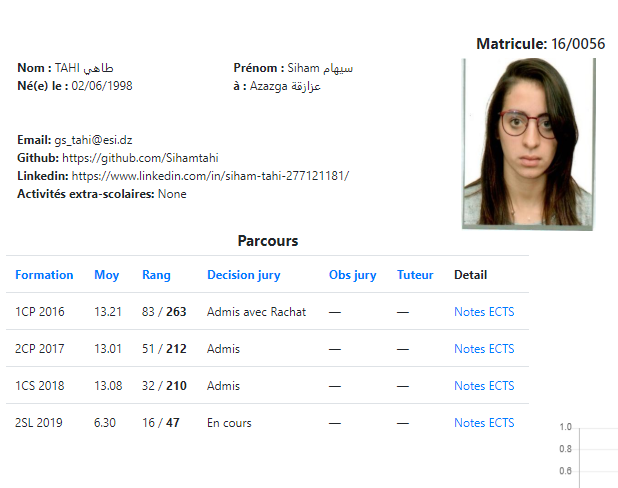 Matricule: 16/0056
Nom : TAHI طاهي Prénom : Siham سيهام
Né(e) le : 02/06/1998 à : Azazga عزازقة
Email: gs_tahi@esi.dz
Github: https://github.com/Sihamtahi
Linkedin: https://www.linkedin.com/in/siham-tahi-277121181/
Activités extra-scolaires: None
Parcours
Formation Moy Rang Decision jury Obs jury Tuteur Detail
1CP 2016 13.21 83 / 263 Admis avec Rachat — — Notes ECTS
2CP 2017 13.01 51 / 212 Admis — — Notes ECTS
1CS 2018 13.08 32 / 210 Admis — — Notes ECTS
2SL 2019 6.30 16 / 47 En cours — — Notes ECTS
1.0
0.8
0.6